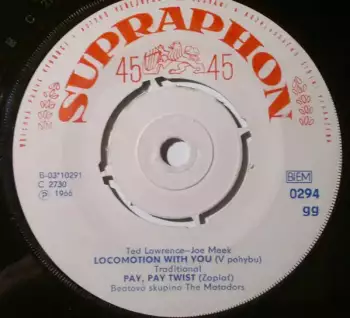 SUPRAPHON
45 45
B-03*10291
C 2730
Ⓟ 1966
BIEM
0294
gg
Ted Lawrence-Joe Meek
LOCOMOTION WITH YOU (V pohybu)
Traditional
PAY, PAY TWIST (Zaplať)
Beatová skupina The Matadors